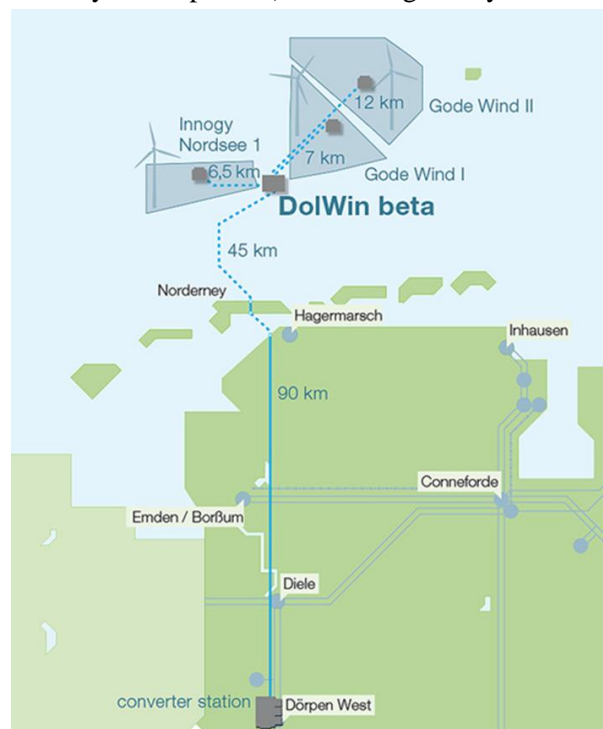 12 km
Gode Wind II
Innogy
Nordsee 1
7 km
6,5 km
Gode Wind I
DolWin beta
45 km
Norderney
Hagermarsch
Inhausen
90 km
Conneforde
Emden / Borßum
Diele
converter station
Dörpen West